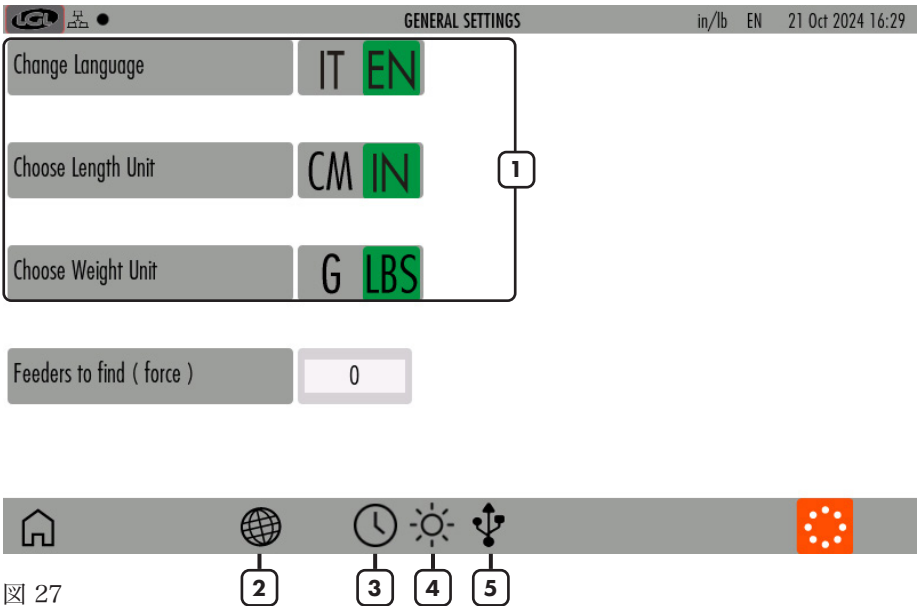 LGL GENERAL SETTINGS in/lb EN 21 Oct 2024 16:29
Change Language IT EN
Choose Length Unit CM IN
1
Choose Weight Unit G LBS
Feeders to find ( force ) 0
2 3 4 5
図 27